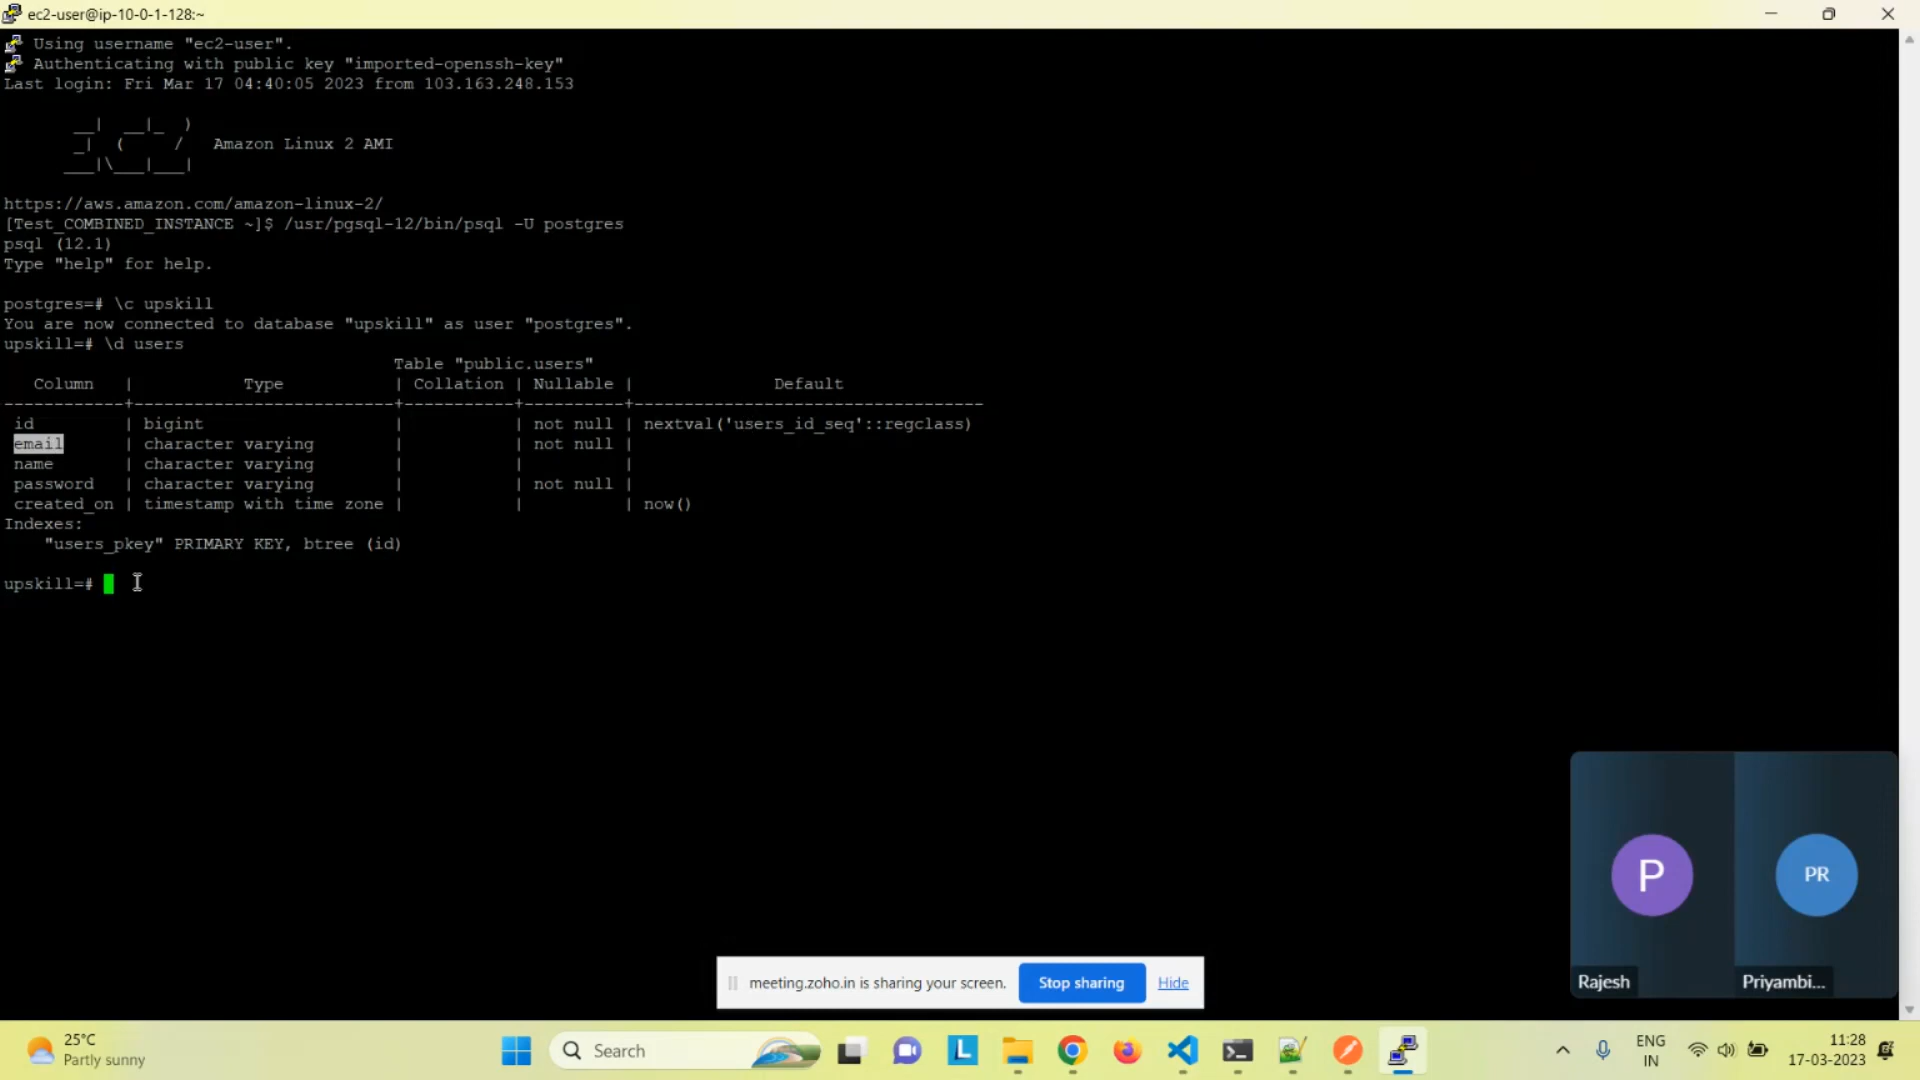 ec2-user@ip-10-0-1-128:~
Using username "ec2-user".
Authenticating with public key "imported-openssh-key"
Last login: Fri Mar 17 04:40:05 2023 from 103.163.248.153
       __|  __|_  )
       _|  (     /   Amazon Linux 2 AMI
      ___|\___|___|
https://aws.amazon.com/amazon-linux-2/
[Test_COMBINED_INSTANCE ~]$ /usr/pgsql-12/bin/psql -U postgres
psql (12.1)
Type "help" for help.
postgres=# \c upskill
You are now connected to database "upskill" as user "postgres".
upskill=# \d users
                                       Table "public.users"
   Column   |           Type           | Collation | Nullable |              Default
------------+--------------------------+-----------+----------+-----------------------------------
 id         | bigint                   |           | not null | nextval('users_id_seq'::regclass)
 email      | character varying        |           | not null |
 name       | character varying        |           |          |
 password   | character varying        |           | not null |
 created_on | timestamp with time zone |           |          | now()
Indexes:
    "users_pkey" PRIMARY KEY, btree (id)
upskill=#
P
PR
Rajesh
Priyambi...
meeting.zoho.in is sharing your screen.
Stop sharing
Hide
25°C
Partly sunny
Search
L
ENG
IN
11:28
17-03-2023